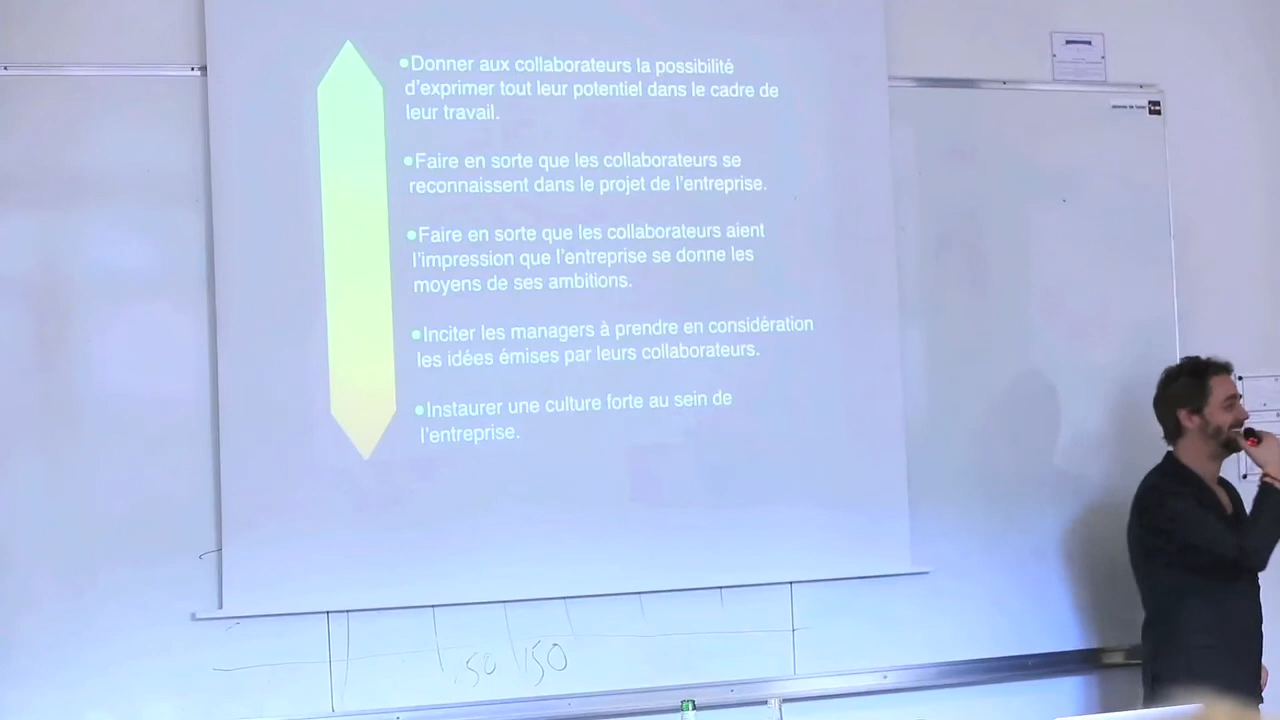 •Donner aux collaborateurs la possibilité
d'exprimer tout leur potentiel dans le cadre de
leur travail.
•Faire en sorte que les collaborateurs se
reconnaissent dans le projet de l'entreprise.
•Faire en sorte que les collaborateurs aient
l'impression que l'entreprise se donne les
moyens de ses ambitions.
•Inciter les managers à prendre en considération
les idées émises par leurs collaborateurs.
•Instaurer une culture forte au sein de
l'entreprise.
50 150